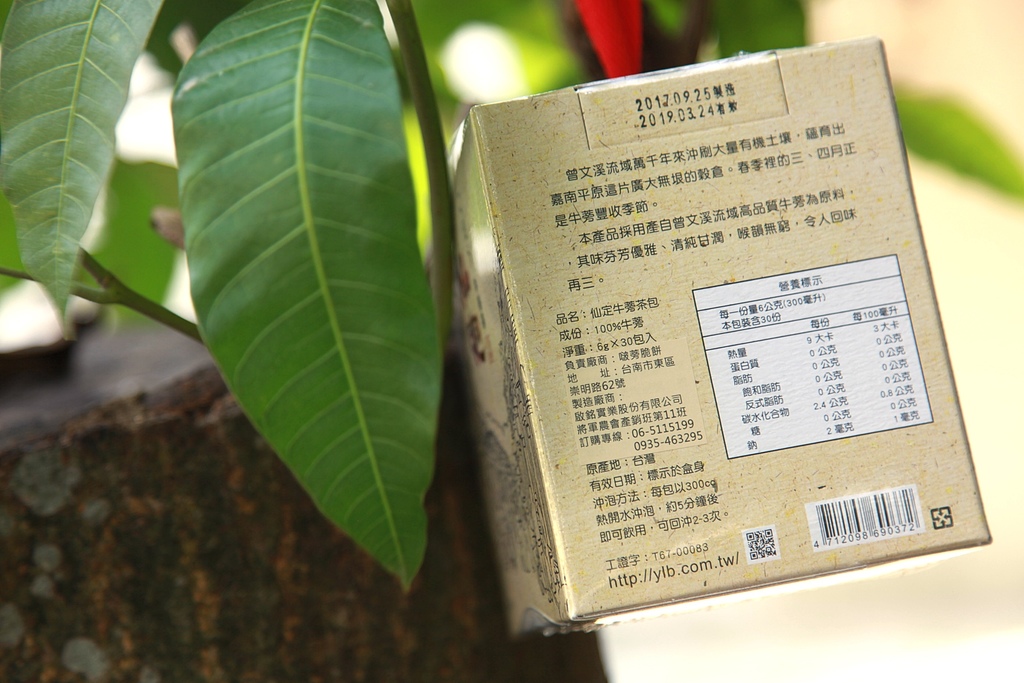 2017.09.25製造
2019.03.24有效
曾文溪流域萬千年來沖刷大量有機土壤,蘊育出
嘉南平原這片廣大無垠的穀倉。春季裡的三、四月正
是牛蒡豐收季節。
本產品採用產自曾文溪流域高品質牛蒡為原料
,其味芬芳優雅、清純甘潤,喉韻無窮,令人回味
再三。
品名:仙定牛蒡茶包
成份:100%牛蒡
淨重:6g×30包入
負責廠商:啵蒡脆餅
地 址:台南市東區
崇明路62號
製造廠商:
啟銘實業股份有限公司
將軍農會產銷班第11班
訂購專線:06-5115199
0935-463295
原產地:台灣
有效日期:標示於盒身
沖泡方法:每包以300cc
熱開水沖泡,約5分鐘後
即可飲用,可回沖2-3次。
工證字:T67-00083
http://ylb.com.tw/
營養標示
每一份量6公克(300毫升)
本包裝含30份
每份 每100毫升
熱量 9大卡 3大卡
蛋白質 0公克 0公克
脂肪 0公克 0公克
飽和脂肪 0公克 0公克
反式脂肪 0公克 0公克
碳水化合物 2.4公克 0.8公克
糖 0公克 0公克
鈉 2毫克 1毫克
4 712098 690372